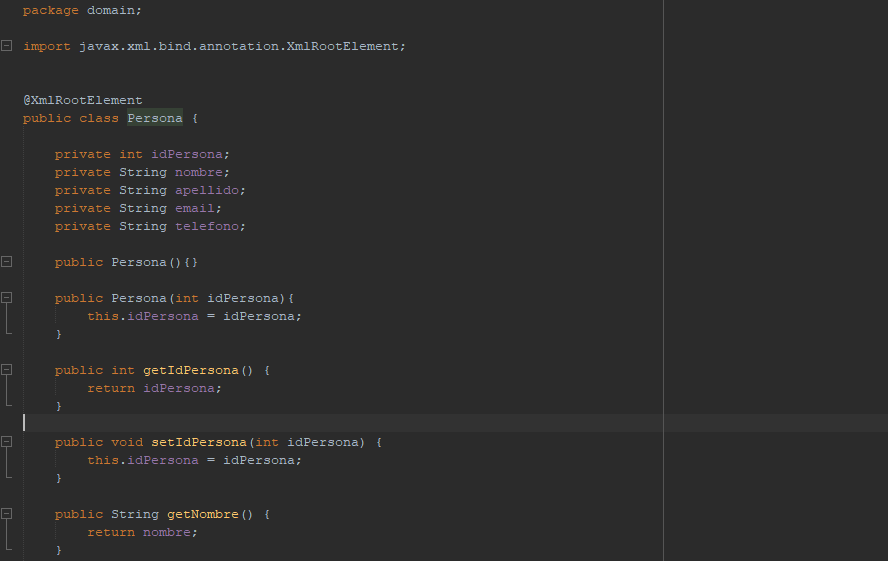 package domain;
import javax.xml.bind.annotation.XmlRootElement;
@XmlRootElement
public class Persona {
private int idPersona;
private String nombre;
private String apellido;
private String email;
private String telefono;
public Persona(){}
public Persona(int idPersona){
this.idPersona = idPersona;
}
public int getIdPersona() {
return idPersona;
}
public void setIdPersona(int idPersona) {
this.idPersona = idPersona;
}
public String getNombre() {
return nombre;
}